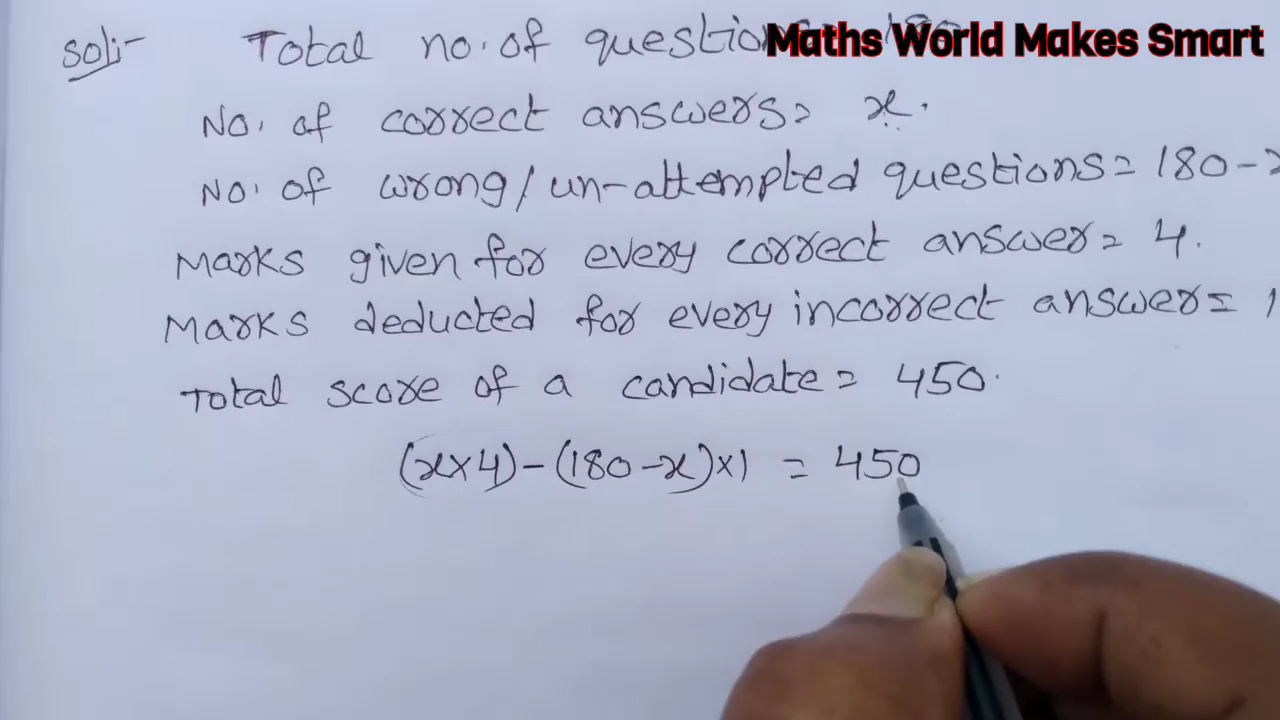 Soln:- Total no. of questions = 180
Maths World Makes Smart
No. of correct answers = x.
No. of wrong/un-attempted questions = 180 - x
Marks given for every correct answer = 4.
Marks deducted for every incorrect answer = 1
Total score of a candidate = 450.
(x×4) - (180 - x)×1 = 450